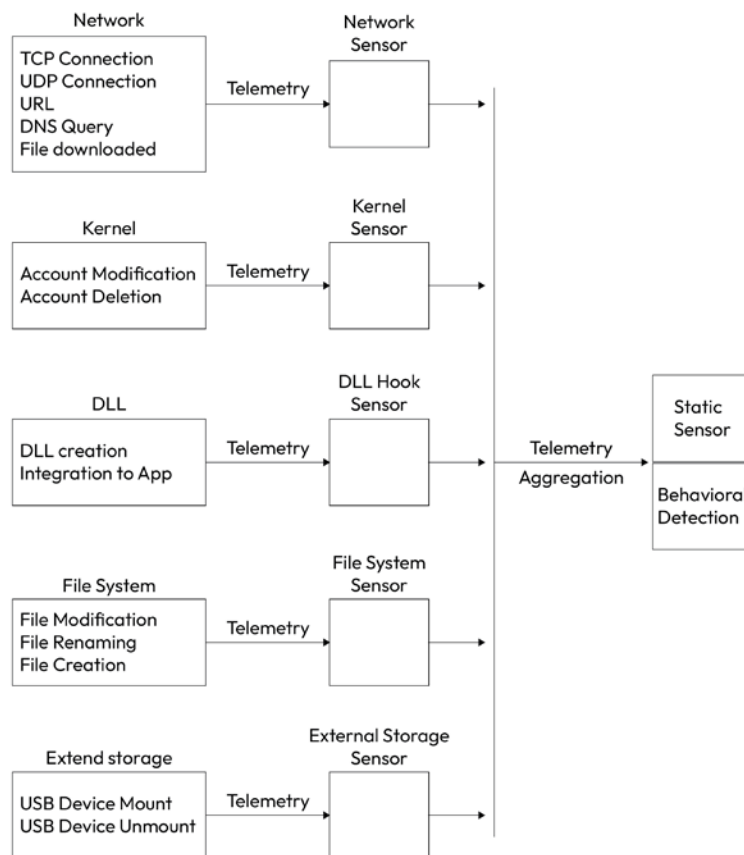 Network
TCP Connection
UDP Connection
URL
DNS Query
File downloaded
Telemetry
Network
Sensor
Kernel
Account Modification
Account Deletion
Telemetry
Kernel
Sensor
DLL
DLL creation
Integration to App
Telemetry
DLL Hook
Sensor
File System
File Modification
File Renaming
File Creation
Telemetry
File System
Sensor
Extend storage
USB Device Mount
USB Device Unmount
Telemetry
External Storage
Sensor
Telemetry
Aggregation
Static
Sensor
Behaviora
Detection